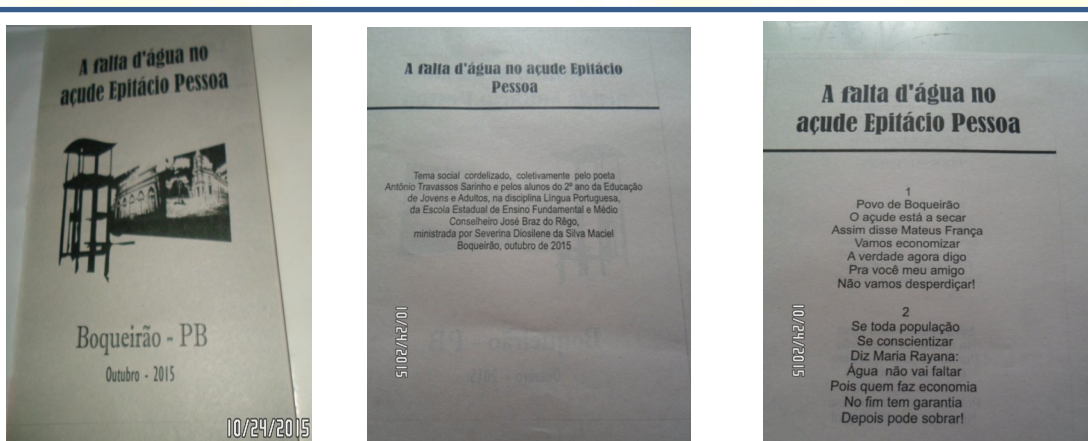 A falta d'água no
açude Epitácio Pessoa
Boqueirão - PB
Outubro - 2015
10/24/2015
A falta d'água no açude Epitácio
Pessoa
Tema social cordelizado, coletivamente pelo poeta
Antônio Travassos Sarinho e pelos alunos do 2º ano da Educação
de Jovens e Adultos, na disciplina Língua Portuguesa,
da Escola Estadual de Ensino Fundamental e Médio
Conselheiro José Braz do Rêgo,
ministrada por Severina Diosilene da Silva Maciel
Boqueirão, outubro de 2015
10/24/2015
A falta d'água no
açude Epitácio Pessoa
1
Povo de Boqueirão
O açude está a secar
Assim disse Mateus França
Vamos economizar
A verdade agora digo
Pra você meu amigo
Não vamos desperdiçar!
2
Se toda população
Se conscientizar
Diz Maria Rayana:
Água não vai faltar
Pois quem faz economia
No fim tem garantia
Depois pode sobrar!
10/24/2015